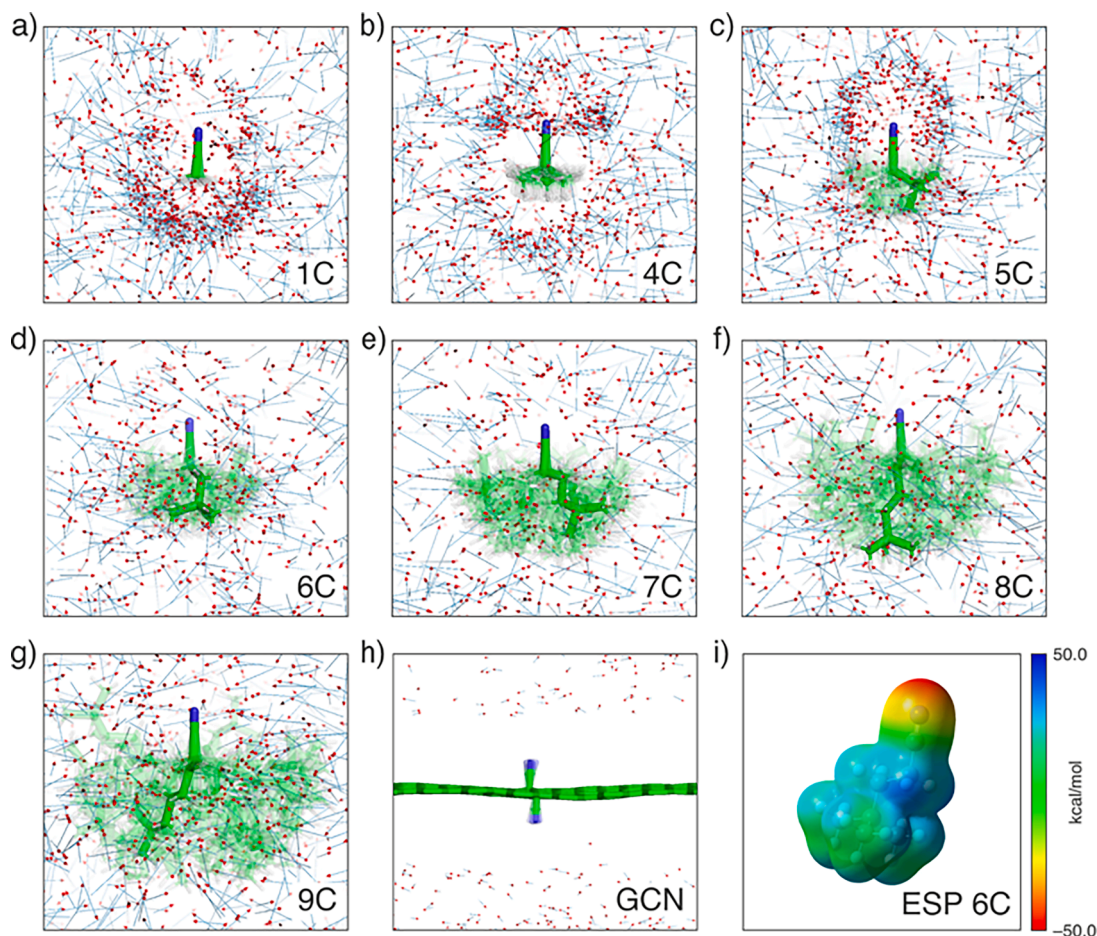 a)
1C
b)
4C
c)
5C
d)
6C
e)
7C
f)
8C
g)
9C
h)
GCN
i)
ESP 6C
50.0
kcal/mol
−50.0